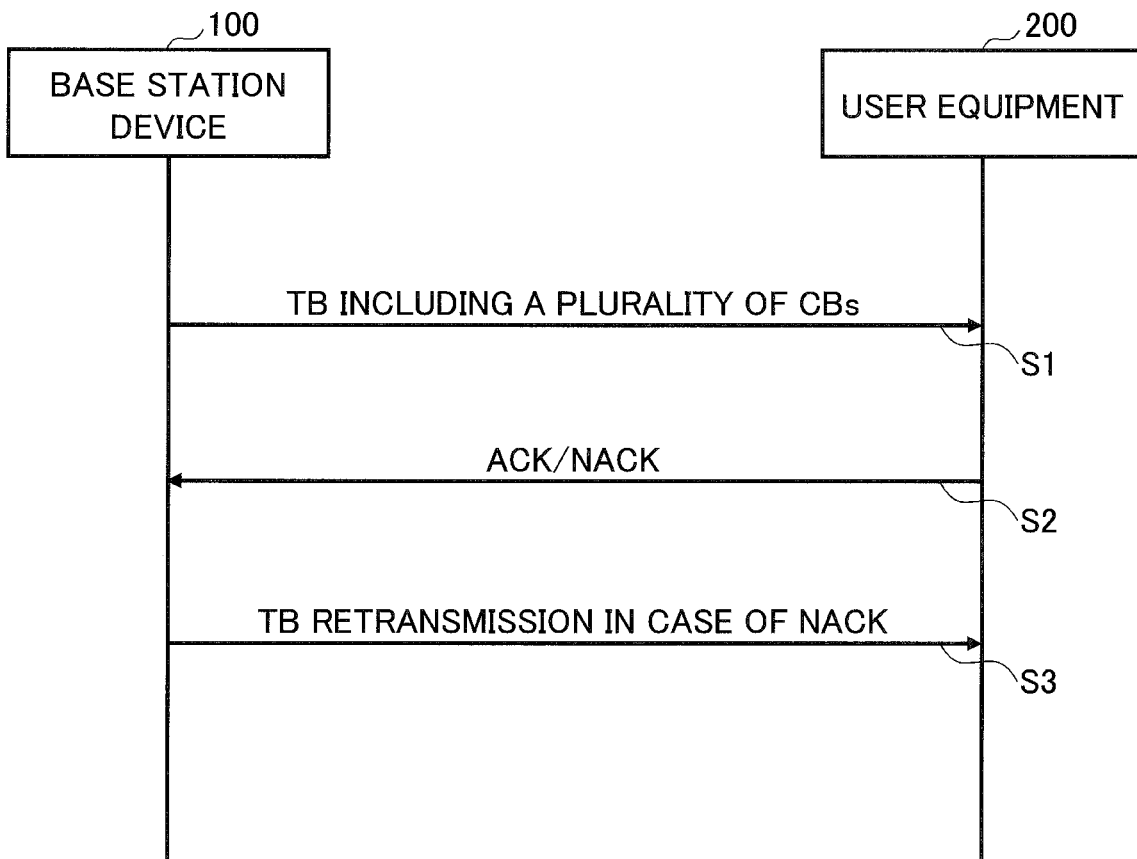 100
200
BASE STATION
DEVICE
USER EQUIPMENT
TB INCLUDING A PLURALITY OF CBs
S1
ACK/NACK
S2
TB RETRANSMISSION IN CASE OF NACK
S3